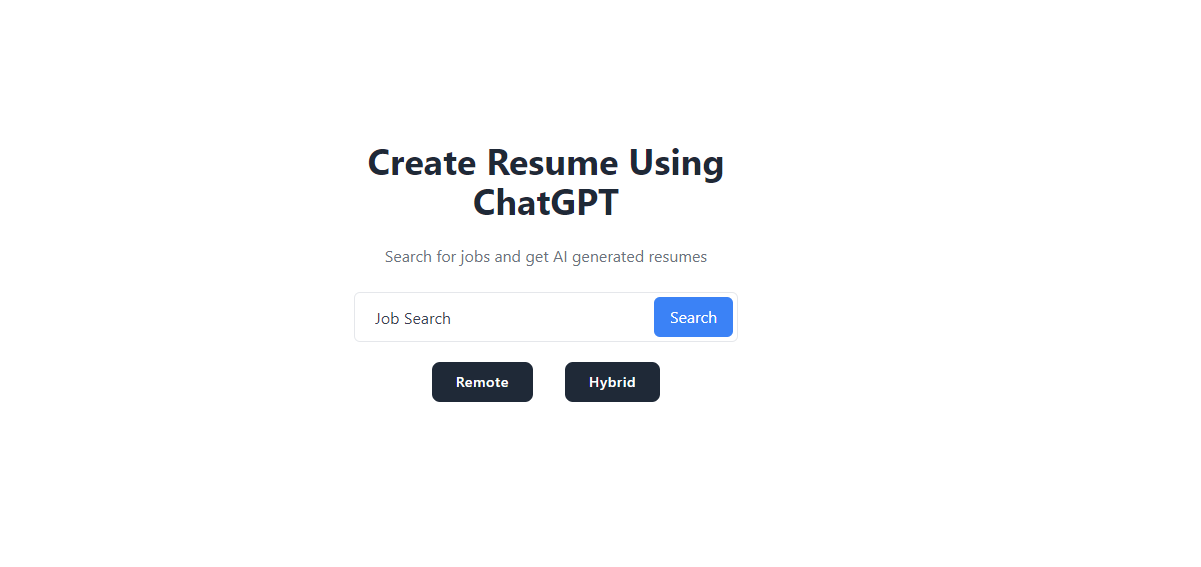 Create Resume Using
ChatGPT
Search for jobs and get AI generated resumes
Job Search
Search
Remote
Hybrid